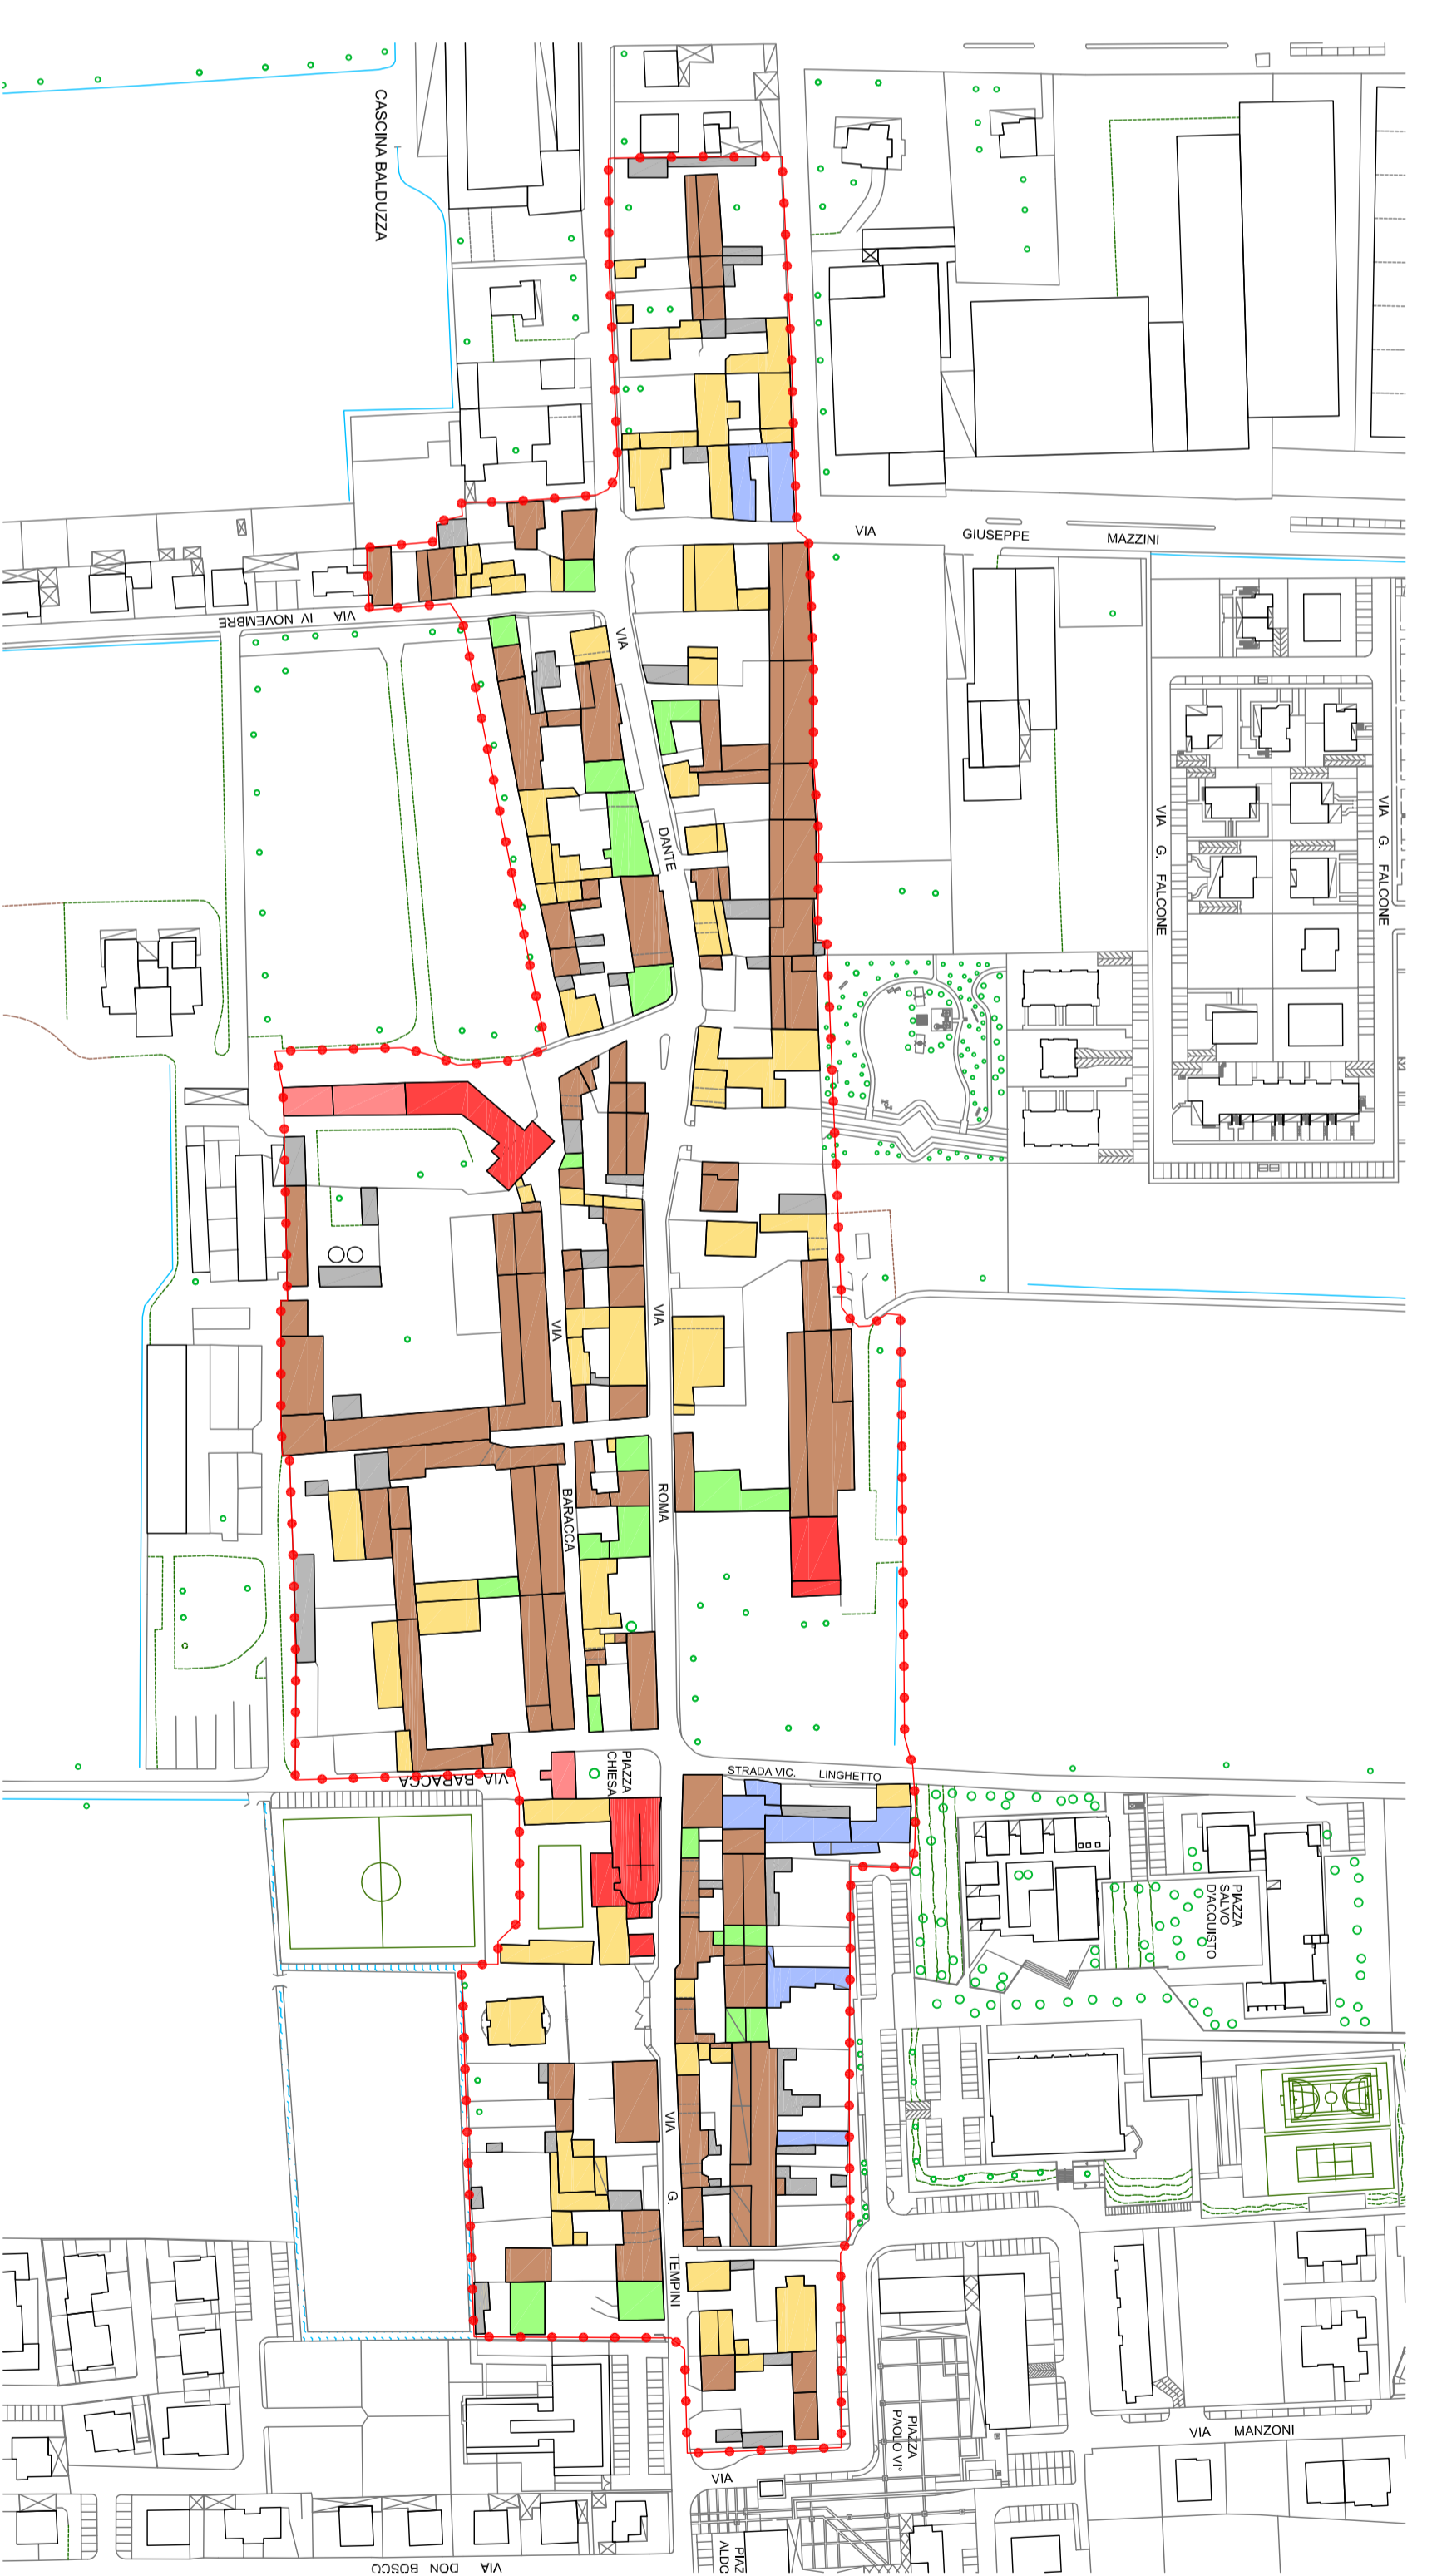 CASCINA BALDUZZA
VIA GIUSEPPE MAZZINI
VIA IV NOVEMBRE
VIA
DANTE
VIA G. FALCONE
VIA G. FALCONE
VIA
ROMA
VIA
BARACCA
PIAZZA
CHIESA
VIA BARACCA
STRADA VIC. LINGHETTO
PIAZZA
SALVO
D'ACQUISTO
VIA
G.
TEMPINI
PIAZZA
PAOLO VI°
VIA MANZONI
VIA
PIAZ
ALDO
VIA DON BOSCO